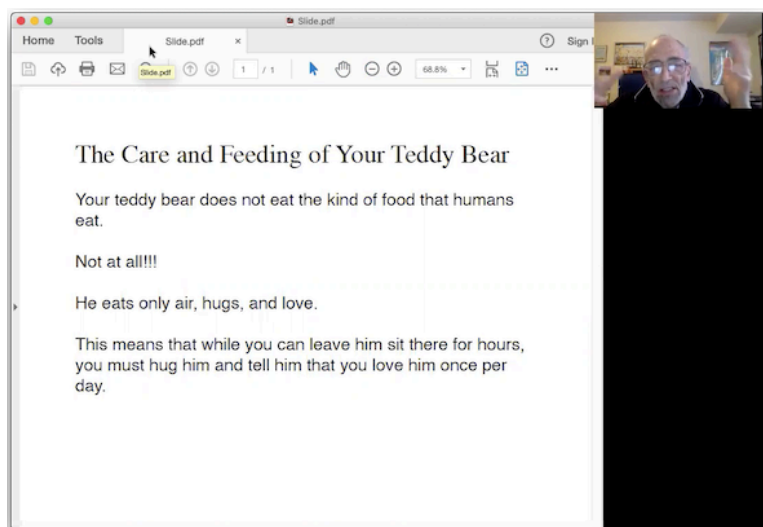 Slide.pdf
Home Tools Slide.pdf × ? Sign I
Slide.pdf 1 / 1 68.8%
The Care and Feeding of Your Teddy Bear
Your teddy bear does not eat the kind of food that humans
eat.
Not at all!!!
He eats only air, hugs, and love.
This means that while you can leave him sit there for hours,
you must hug him and tell him that you love him once per
day.